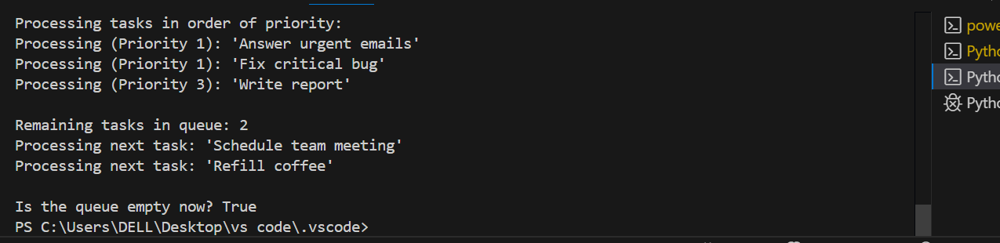 Processing tasks in order of priority:
Processing (Priority 1): 'Answer urgent emails'
Processing (Priority 1): 'Fix critical bug'
Processing (Priority 3): 'Write report'
Remaining tasks in queue: 2
Processing next task: 'Schedule team meeting'
Processing next task: 'Refill coffee'
Is the queue empty now? True
PS C:\Users\DELL\Desktop\vs code\.vscode>
powe
Pytho
Pytho
Pytho